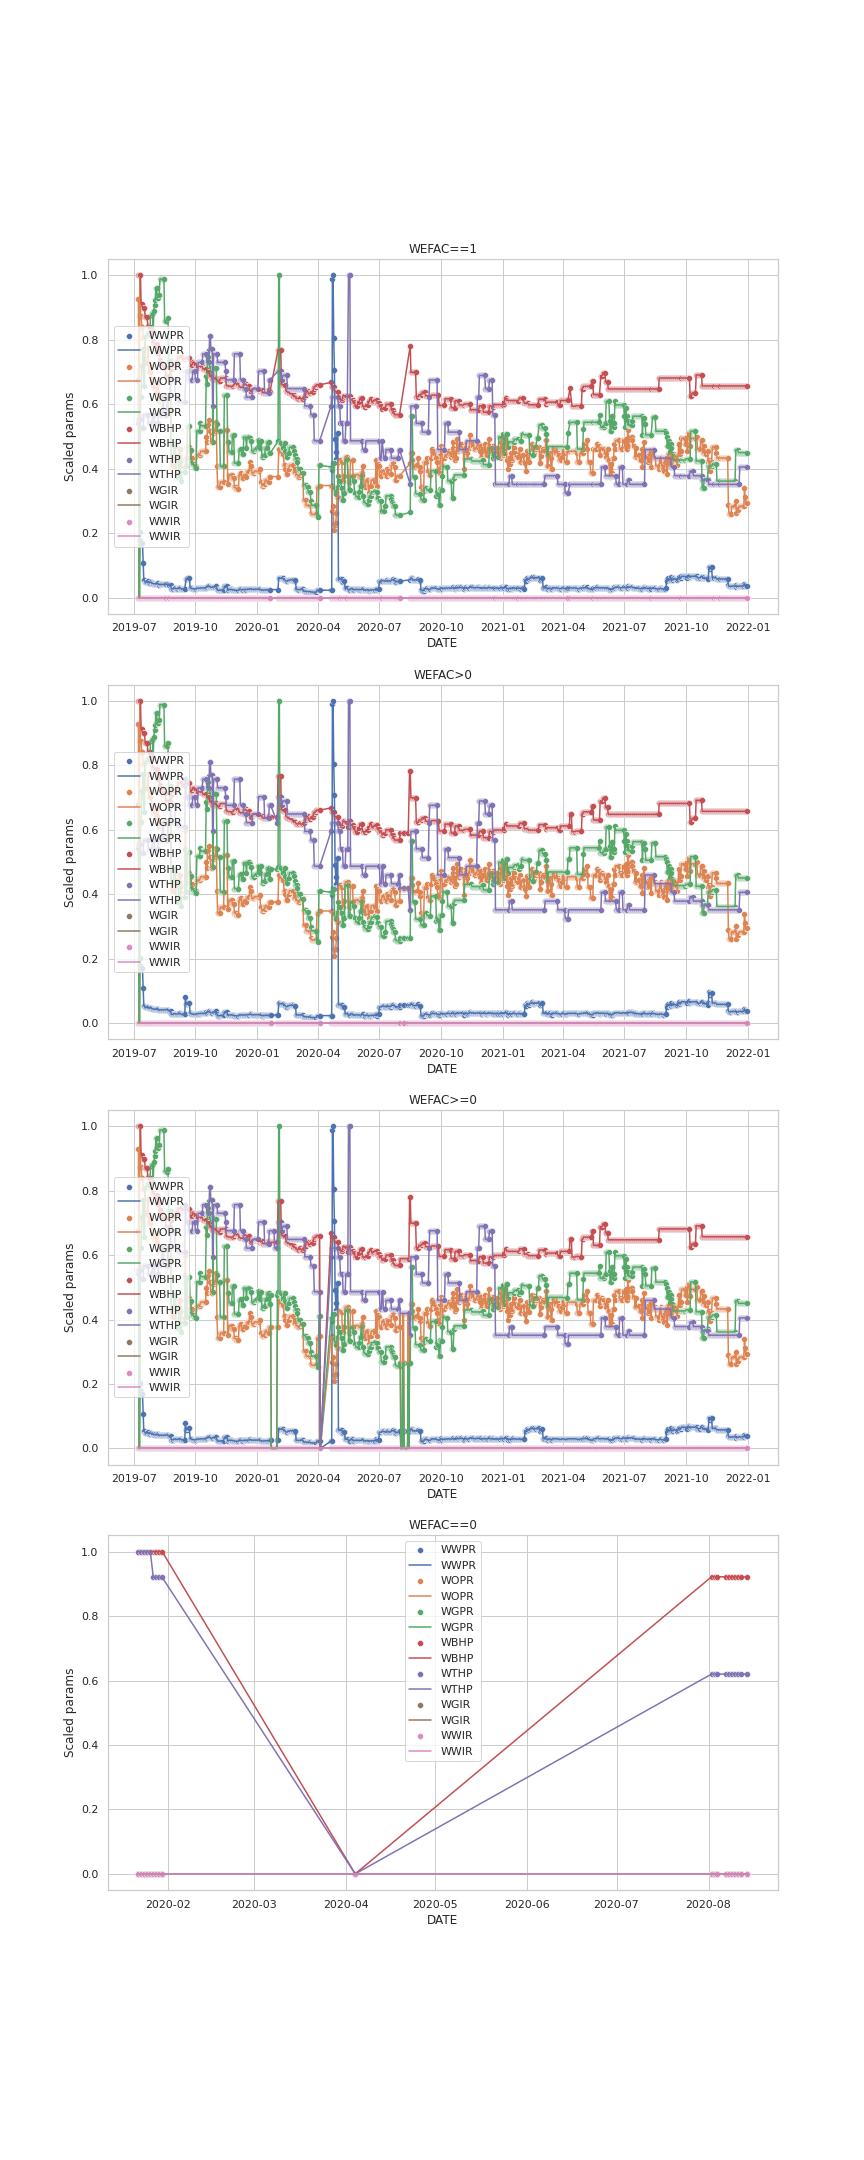 WEFAC==1
1.0
0.8
0.6
0.4
0.2
0.0
Scaled params
WWPR
WWPR
WOPR
WOPR
WGPR
WGPR
WBHP
WBHP
WTHP
WTHP
WGIR
WGIR
WWIR
WWIR
2019-07 2019-10 2020-01 2020-04 2020-07 2020-10 2021-01 2021-04 2021-07 2021-10 2022-01
DATE
WEFAC>0
1.0
0.8
0.6
0.4
0.2
0.0
Scaled params
WWPR
WWPR
WOPR
WOPR
WGPR
WGPR
WBHP
WBHP
WTHP
WTHP
WGIR
WGIR
WWIR
WWIR
2019-07 2019-10 2020-01 2020-04 2020-07 2020-10 2021-01 2021-04 2021-07 2021-10 2022-01
DATE
WEFAC>=0
1.0
0.8
0.6
0.4
0.2
0.0
Scaled params
WWPR
WWPR
WOPR
WOPR
WGPR
WGPR
WBHP
WBHP
WTHP
WTHP
WGIR
WGIR
WWIR
WWIR
2019-07 2019-10 2020-01 2020-04 2020-07 2020-10 2021-01 2021-04 2021-07 2021-10 2022-01
DATE
WEFAC==0
1.0
0.8
0.6
0.4
0.2
0.0
Scaled params
WWPR
WWPR
WOPR
WOPR
WGPR
WGPR
WBHP
WBHP
WTHP
WTHP
WGIR
WGIR
WWIR
WWIR
2020-02 2020-03 2020-04 2020-05 2020-06 2020-07 2020-08
DATE